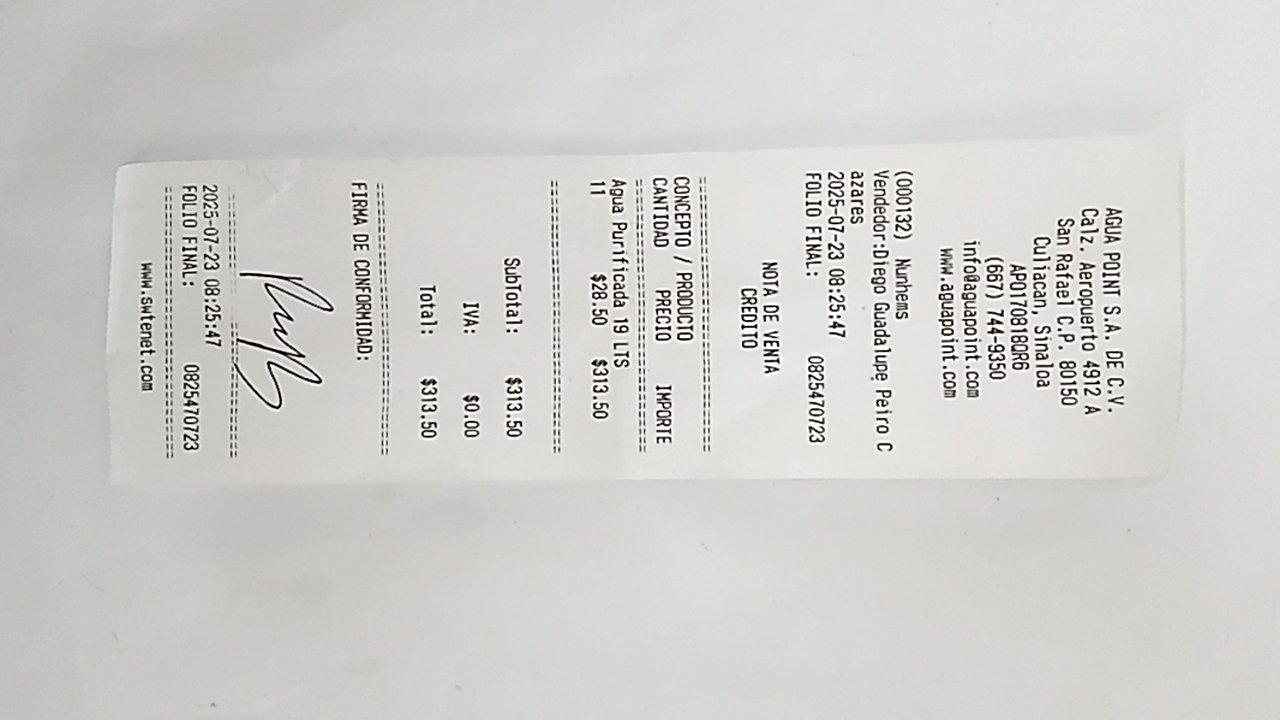 AGUA POINT S.A. DE C.V.
Calz. Aeropuerto 4912 A
San Rafael C.P. 80150
Culiacan, Sinaloa
APO170818QR6
(667) 744-9350
info@aguapoint.com
www.aguapoint.com
(000132) Nunhems
Vendedor:Diego Guadalupe Peiro C
azares
2025-07-23 08:25:47
FOLIO FINAL: 0825470723
NOTA DE VENTA
CREDITO
================================
CONCEPTO / PRODUCTO
CANTIDAD PRECIO IMPORTE
================================
Agua Purificada 19 LTS
11 $28.50 $313.50
================================
SubTotal: $313.50
IVA: $0.00
Total: $313.50
================================
FIRMA DE CONFORMIDAD:
================================
2025-07-23 08:25:47
FOLIO FINAL: 0825470723
================================
www.swtenet.com